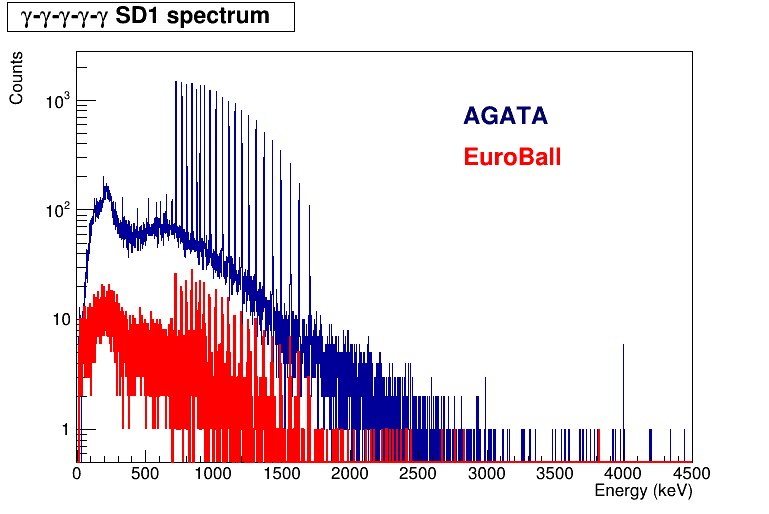 γ-γ-γ-γ-γ SD1 spectrum
Counts
10³
10²
10
1
AGATA
EuroBall
0 500 1000 1500 2000 2500 3000 3500 4000 4500
Energy (keV)